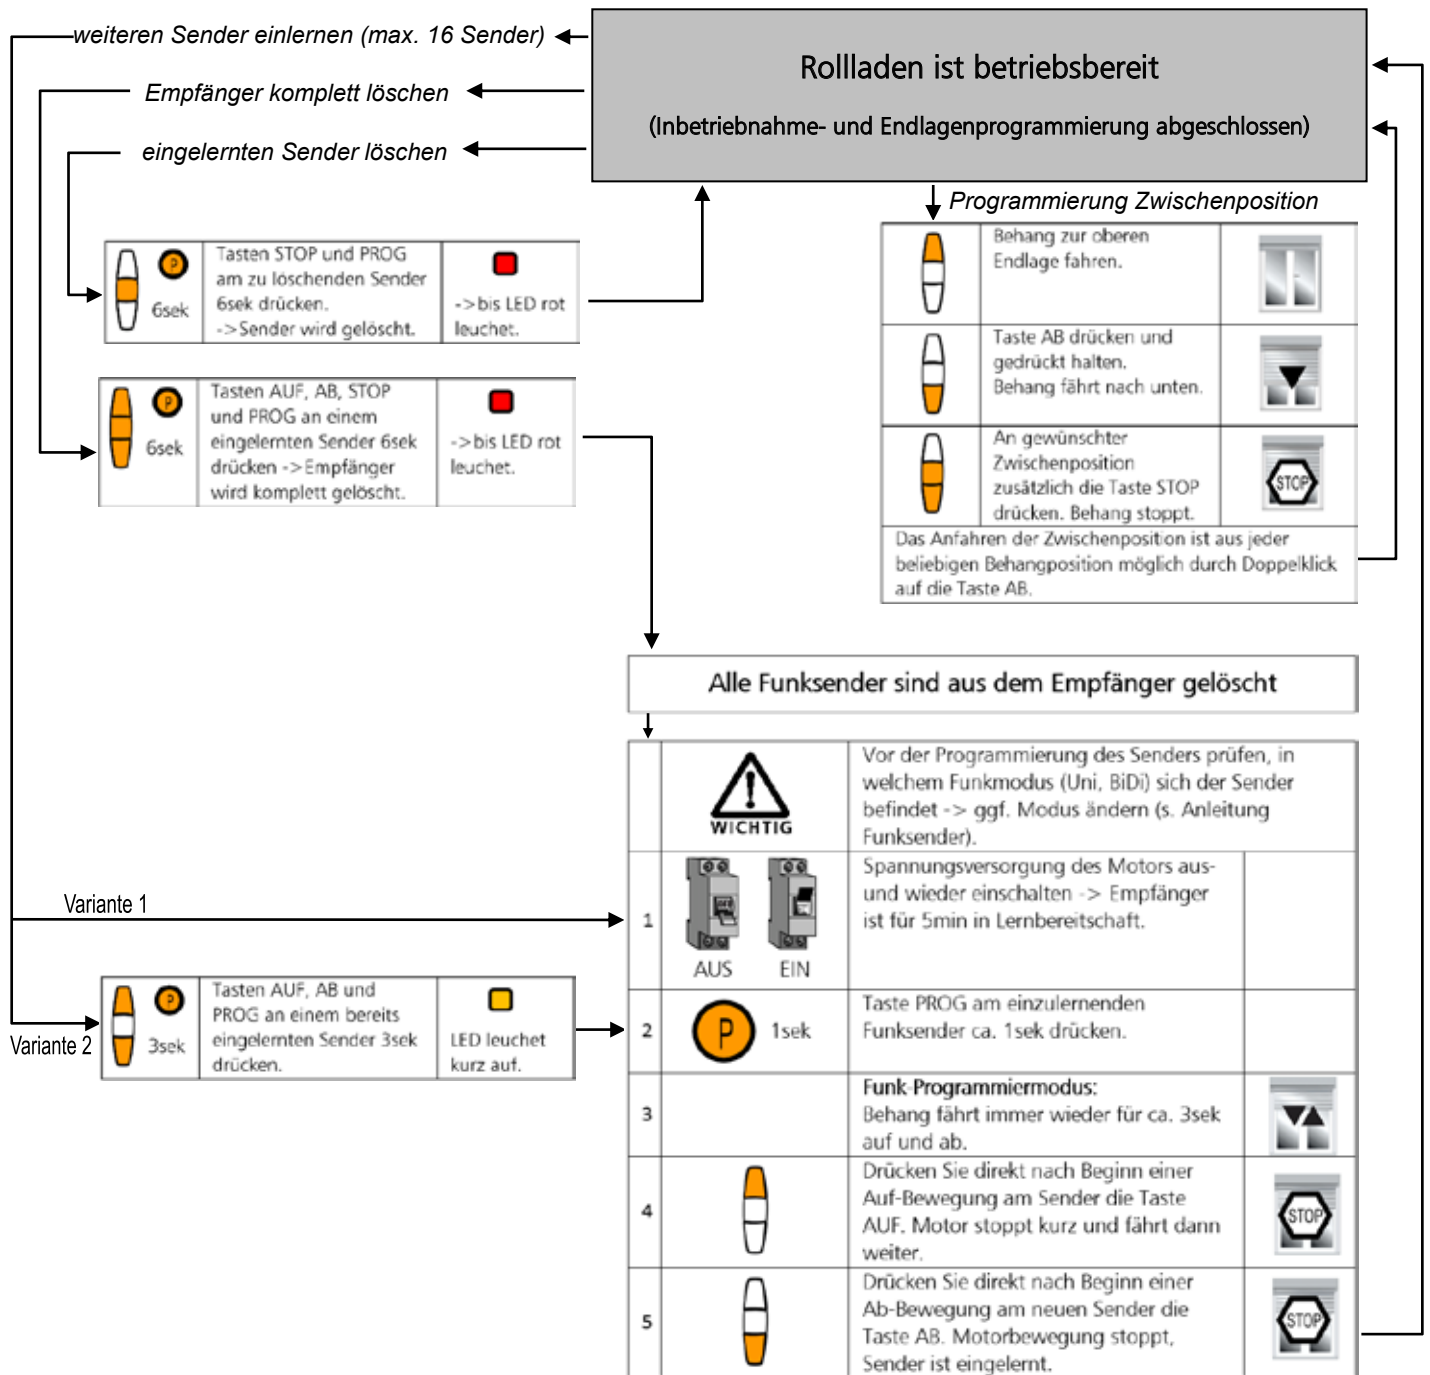 weiteren Sender einlernen (max. 16 Sender)
Empfänger komplett löschen
eingelernten Sender löschen
Rollladen ist betriebsbereit
(Inbetriebnahme- und Endlagenprogrammierung abgeschlossen)
Programmierung Zwischenposition
P
6sek
Tasten STOP und PROG
am zu löschenden Sender
6sek drücken.
->Sender wird gelöscht.
->bis LED rot
leuchet.
P
6sek
Tasten AUF, AB, STOP
und PROG an einem
eingelernten Sender 6sek
drücken ->Empfänger
wird komplett gelöscht.
->bis LED rot
leuchet.
Behang zur oberen
Endlage fahren.
Taste AB drücken und
gedrückt halten.
Behang fährt nach unten.
An gewünschter
Zwischenposition
zusätzlich die Taste STOP
drücken. Behang stoppt.
STOP
Das Anfahren der Zwischenposition ist aus jeder
beliebigen Behangposition möglich durch Doppelklick
auf die Taste AB.
Alle Funksender sind aus dem Empfänger gelöscht
WICHTIG
Vor der Programmierung des Senders prüfen, in
welchem Funkmodus (Uni, BiDi) sich der Sender
befindet -> ggf. Modus ändern (s. Anleitung
Funksender).
Variante 1
1
OFF
AUS
EIN
Spannungsversorgung des Motors aus-
und wieder einschalten -> Empfänger
ist für 5min in Lernbereitschaft.
Variante 2
P
3sek
Tasten AUF, AB und
PROG an einem bereits
eingelernten Sender 3sek
drücken.
LED leuchet
kurz auf.
2
P
1sek
Taste PROG am einzulernenden
Funksender ca. 1sek drücken.
3
Funk-Programmiermodus:
Behang fährt immer wieder für ca. 3sek
auf und ab.
4
Drücken Sie direkt nach Beginn einer
Auf-Bewegung am Sender die Taste
AUF. Motor stoppt kurz und fährt dann
weiter.
STOP
5
Drücken Sie direkt nach Beginn einer
Ab-Bewegung am neuen Sender die
Taste AB. Motorbewegung stoppt,
Sender ist eingelernt.
STOP